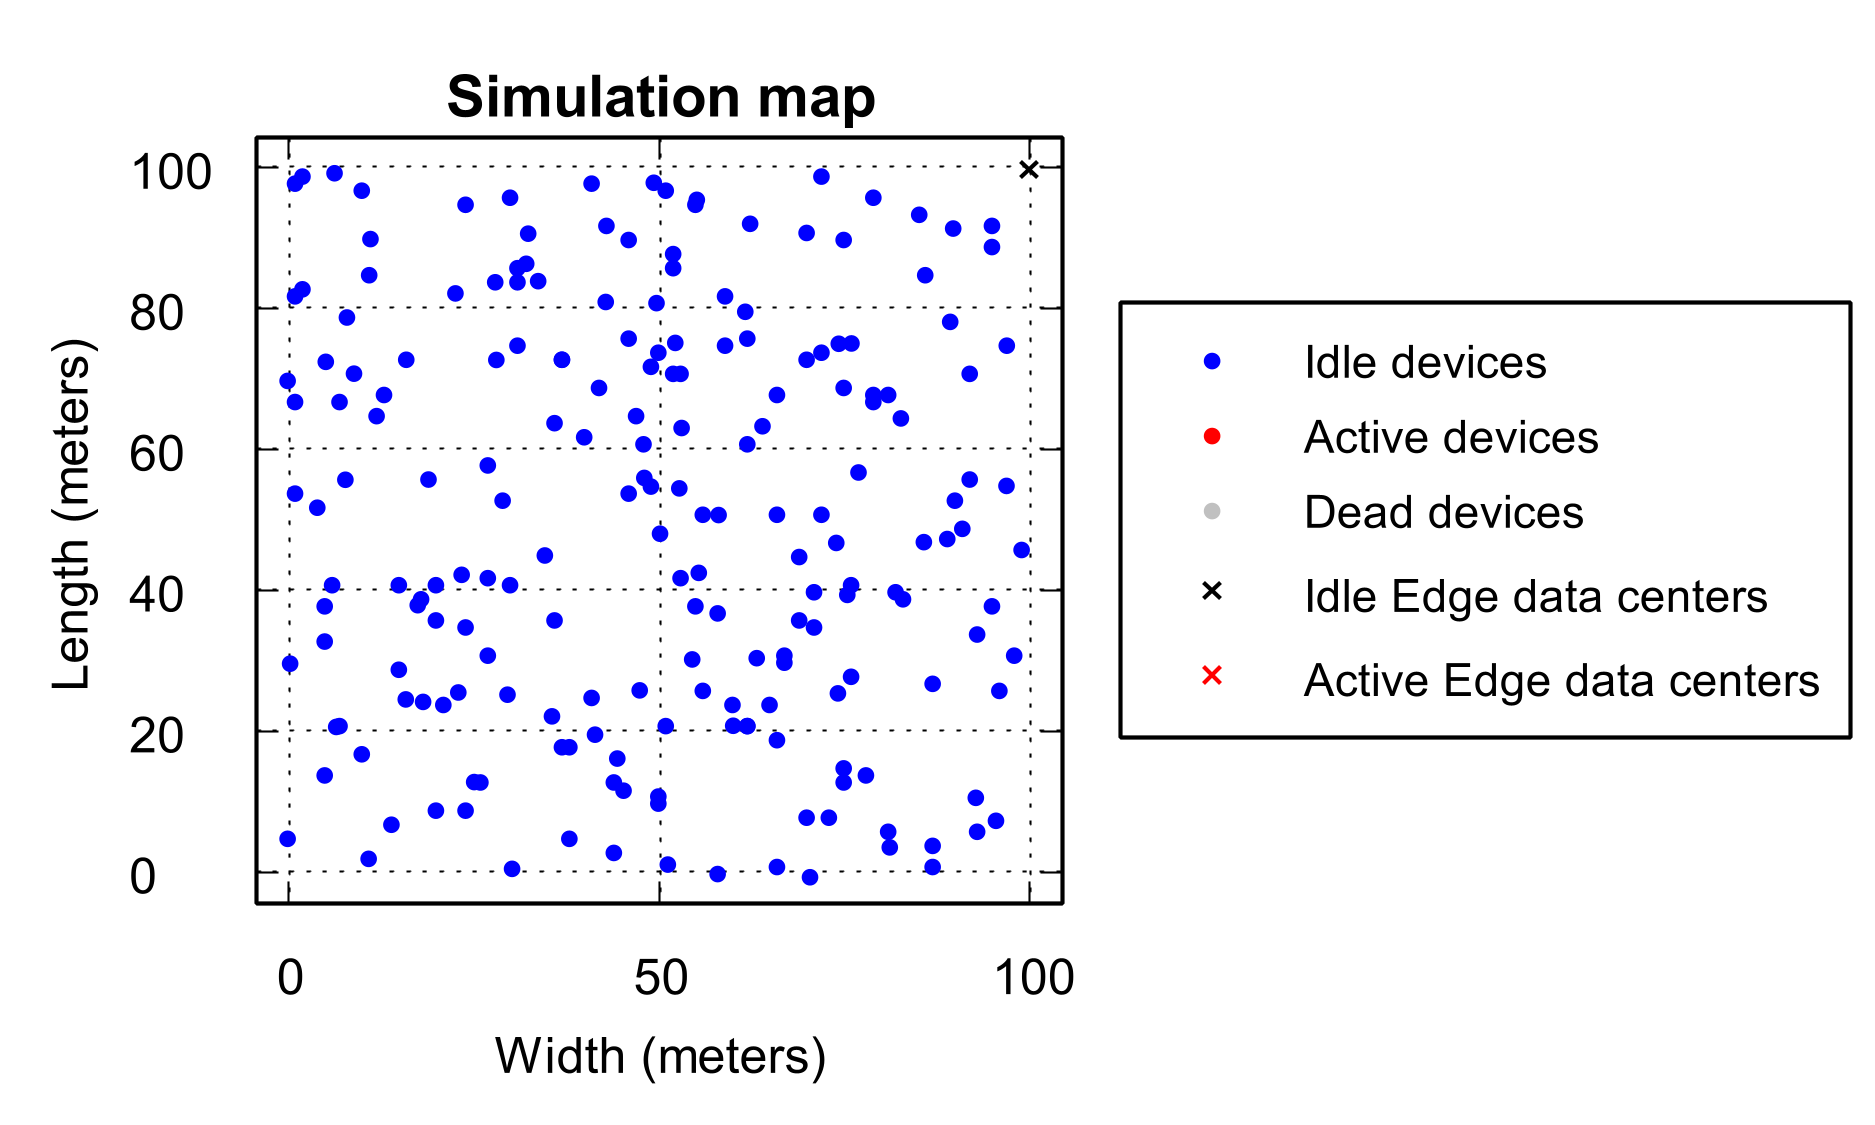 Simulation map
100
80
60
40
20
0
Length (meters)
0 50 100
Width (meters)
Idle devices
Active devices
Dead devices
Idle Edge data centers
Active Edge data centers